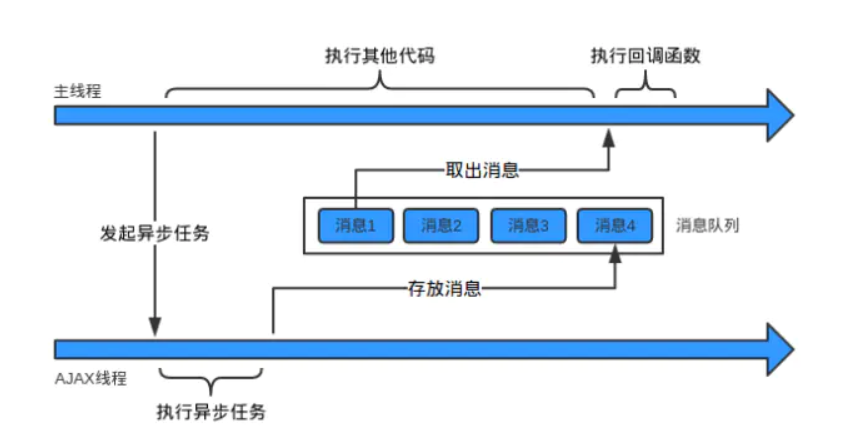 执行其他代码
执行回调函数
主线程
取出消息
消息1
消息2
消息3
消息4
消息队列
发起异步任务
存放消息
AJAX线程
执行异步任务